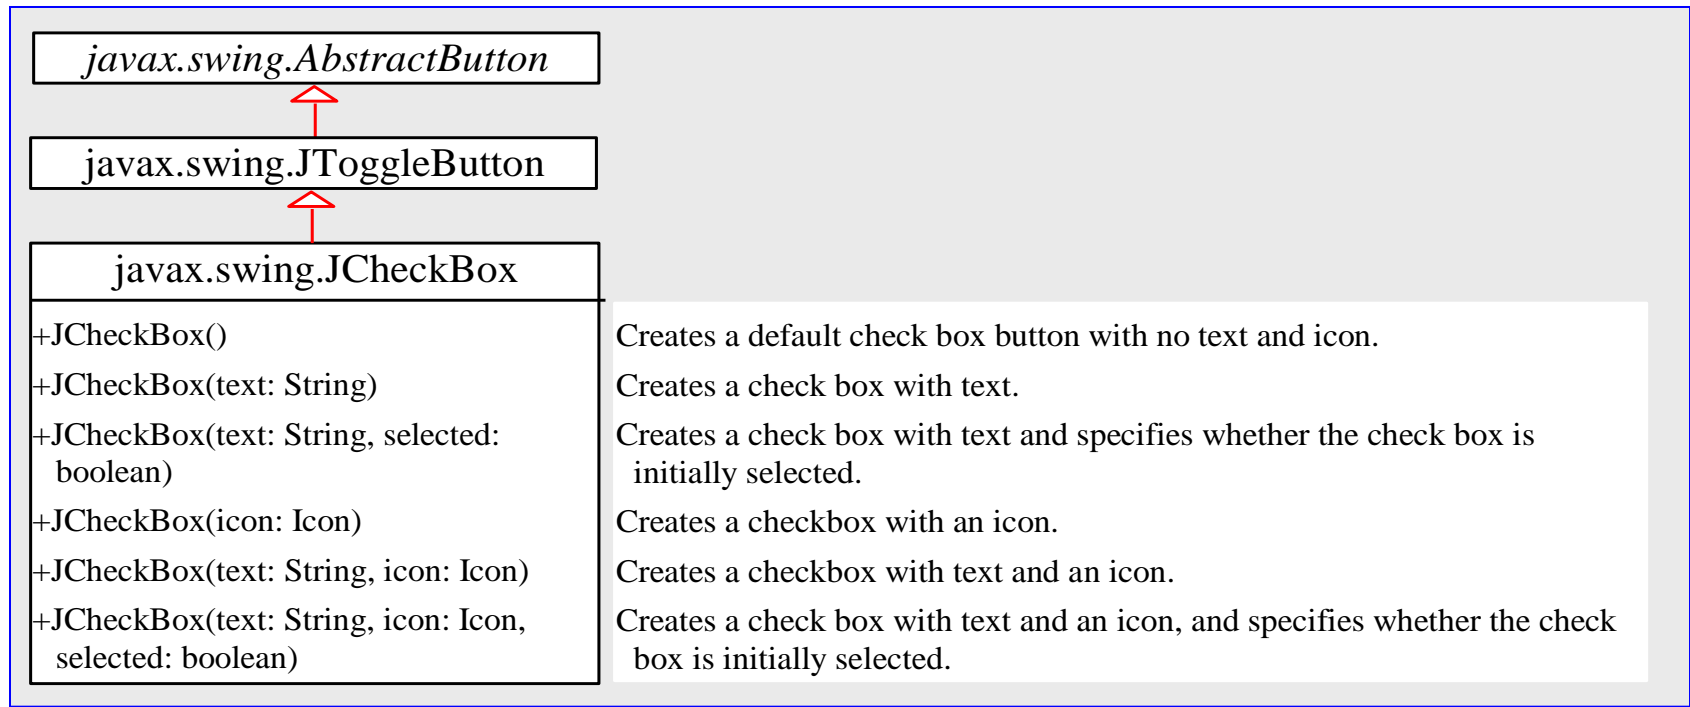 javax.swing.AbstractButton
javax.swing.JToggleButton
javax.swing.JCheckBox
+JCheckBox()
Creates a default check box button with no text and icon.
+JCheckBox(text: String)
Creates a check box with text.
+JCheckBox(text: String, selected:
boolean)
Creates a check box with text and specifies whether the check box is
initially selected.
+JCheckBox(icon: Icon)
Creates a checkbox with an icon.
+JCheckBox(text: String, icon: Icon)
Creates a checkbox with text and an icon.
+JCheckBox(text: String, icon: Icon,
selected: boolean)
Creates a check box with text and an icon, and specifies whether the check
box is initially selected.